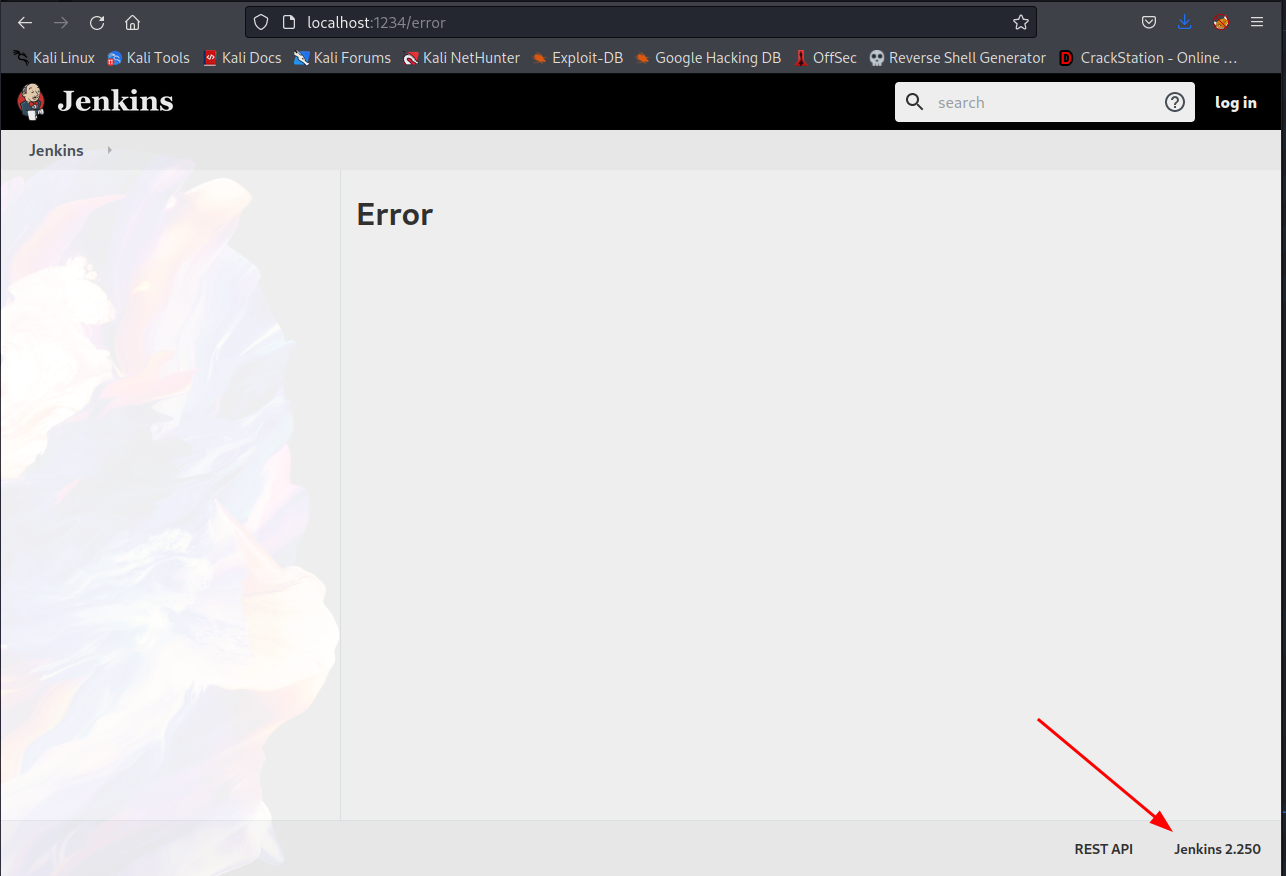 localhost:1234/error
Kali Linux Kali Tools Kali Docs Kali Forums Kali NetHunter Exploit-DB Google Hacking DB OffSec Reverse Shell Generator CrackStation - Online ...
Jenkins search log in
Jenkins
Error
REST API Jenkins 2.250